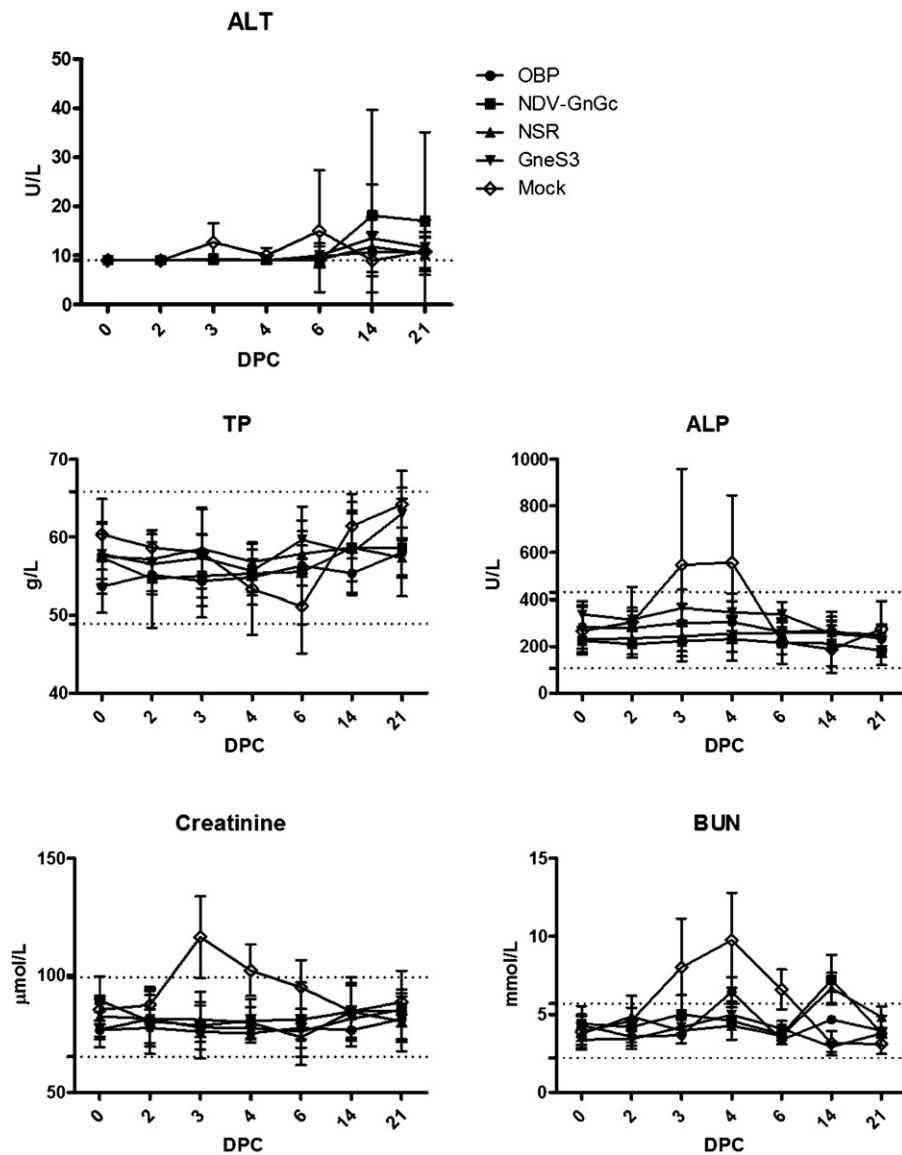 ALT
50
40
30
20
10
0
U/L
0 2 3 4 6 14 21
DPC
OBP
NDV-GnGc
NSR
GneS3
Mock
TP
70
60
50
40
g/L
0 2 3 4 6 14 21
DPC
ALP
1000
800
600
400
200
0
U/L
0 2 3 4 6 14 21
DPC
Creatinine
150
100
50
µmol/L
0 2 3 4 6 14 21
DPC
BUN
15
10
5
0
mmol/L
0 2 3 4 6 14 21
DPC